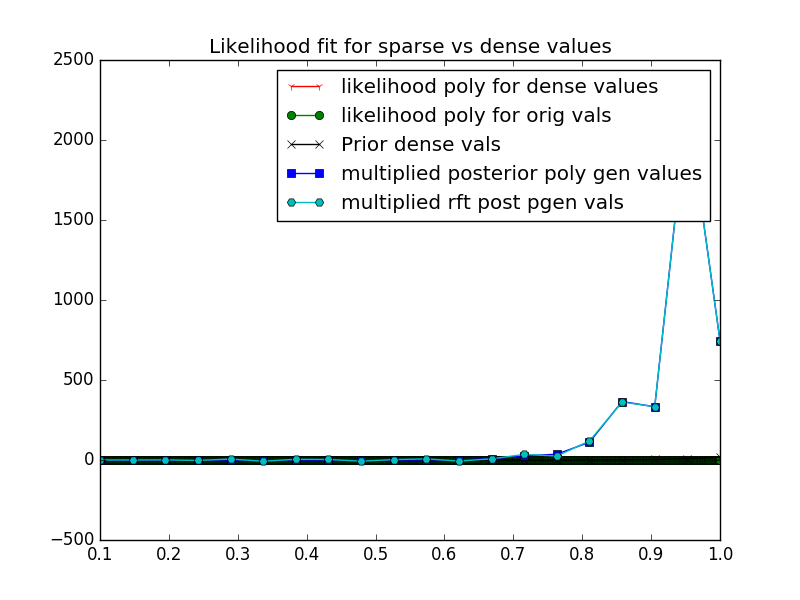 Likelihood fit for sparse vs dense values
2500
2000
1500
1000
500
0
−500
likelihood poly for dense values
likelihood poly for orig vals
Prior dense vals
multiplied posterior poly gen values
multiplied rft post pgen vals
0.1 0.2 0.3 0.4 0.5 0.6 0.7 0.8 0.9 1.0